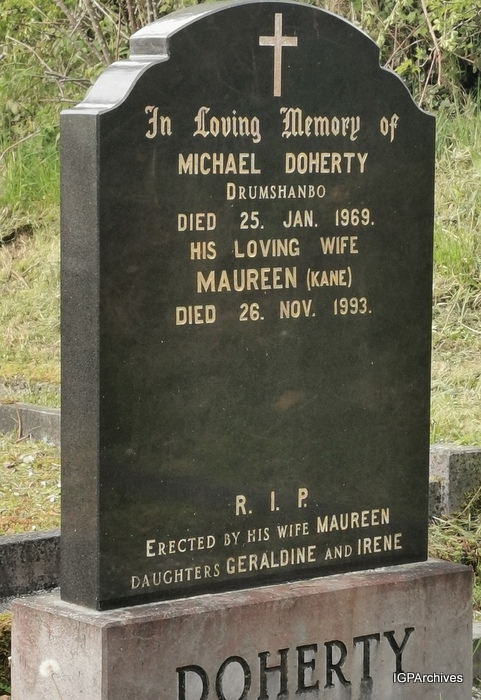 In Loving Memory of
MICHAEL DOHERTY
DRUMSHANBO
DIED 25. JAN. 1969.
HIS LOVING WIFE
MAUREEN (KANE)
DIED 26. NOV. 1993.
R. I. P.
ERECTED BY HIS WIFE MAUREEN
DAUGHTERS GERALDINE AND IRENE
DOHERTY
IGPArchives